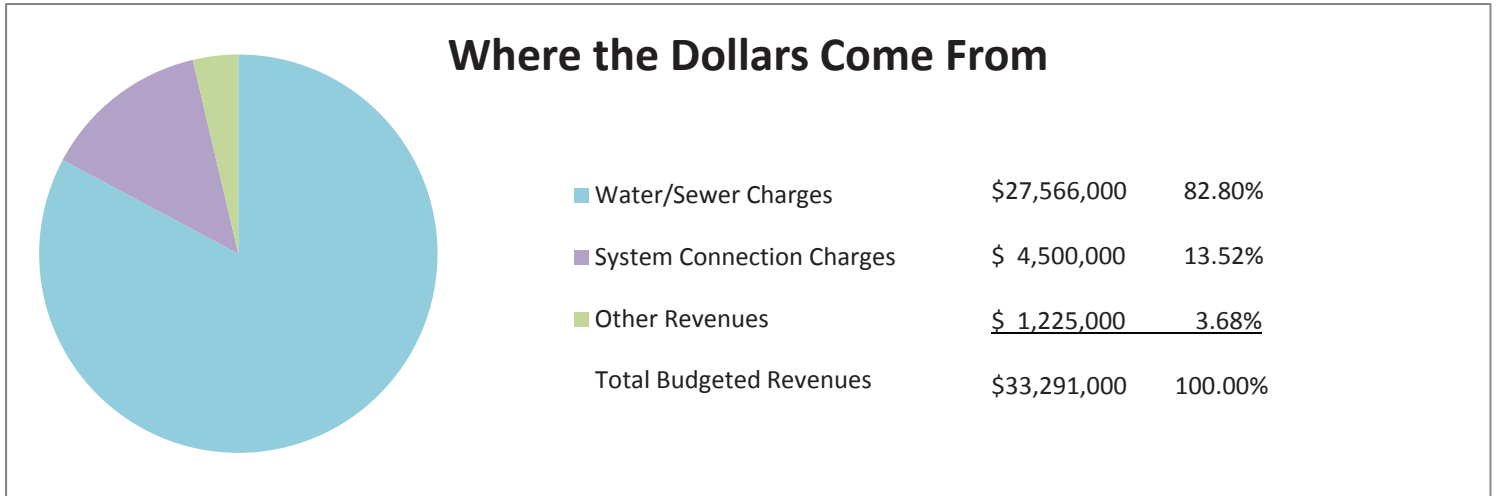 Where the Dollars Come From
Water/Sewer Charges $27,566,000 82.80%
System Connection Charges $ 4,500,000 13.52%
Other Revenues $ 1,225,000 3.68%
Total Budgeted Revenues $33,291,000 100.00%